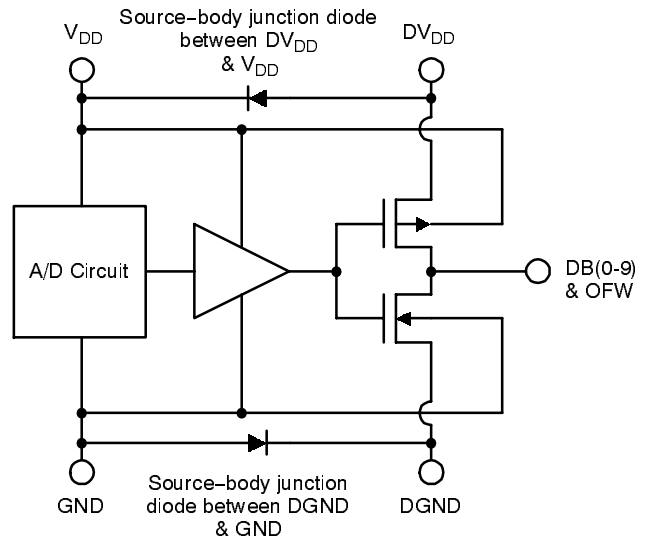 V_DD
Source–body junction diode
between DV_DD
& V_DD
DV_DD
A/D Circuit
DB(0-9)
& OFW
GND
Source–body junction
diode between DGND
& GND
DGND